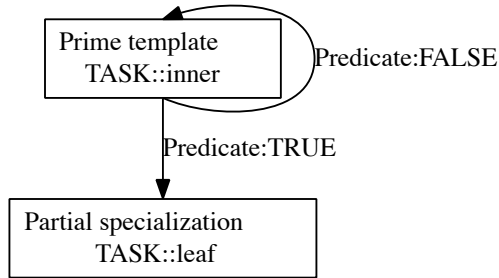 Prime template
TASK::inner
Predicate:FALSE
Predicate:TRUE
Partial specialization
TASK::leaf